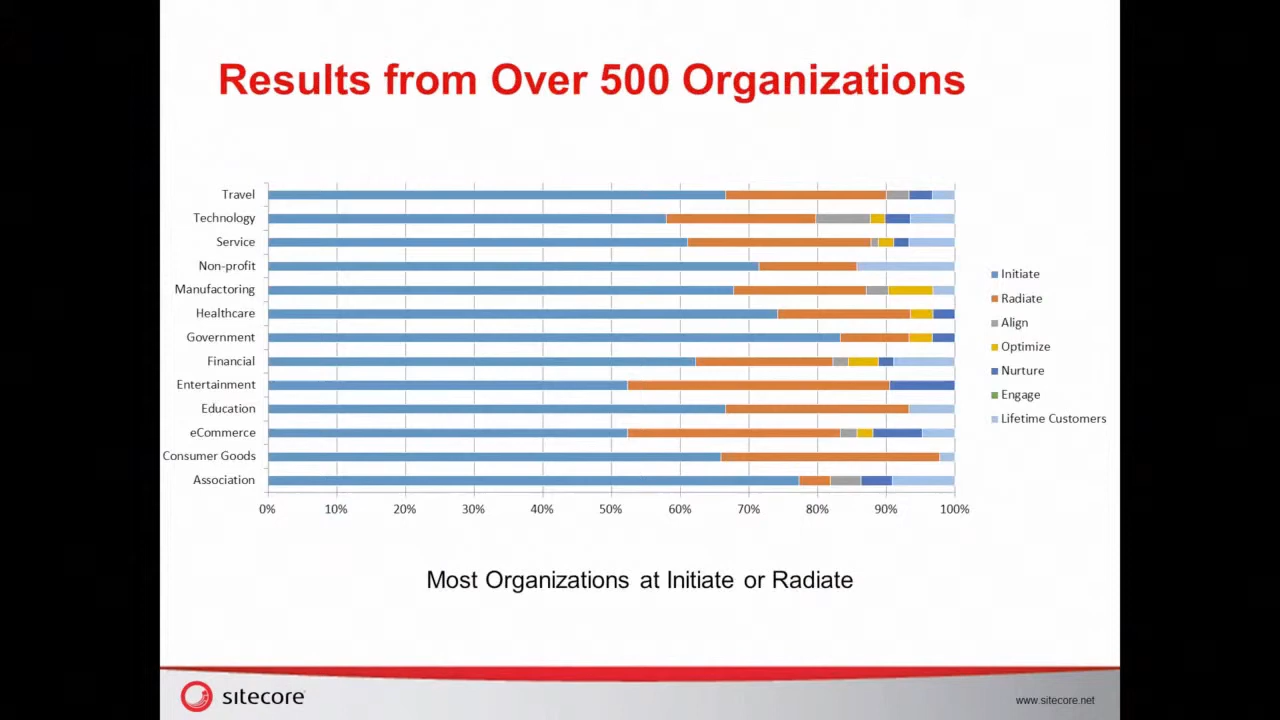 Results from Over 500 Organizations
Travel
Technology
Service
Non-profit
Manufactoring
Healthcare
Government
Financial
Entertainment
Education
eCommerce
Consumer Goods
Association
0% 10% 20% 30% 40% 50% 60% 70% 80% 90% 100%
Initiate
Radiate
Align
Optimize
Nurture
Engage
Lifetime Customers
Most Organizations at Initiate or Radiate
sitecore
www.sitecore.net